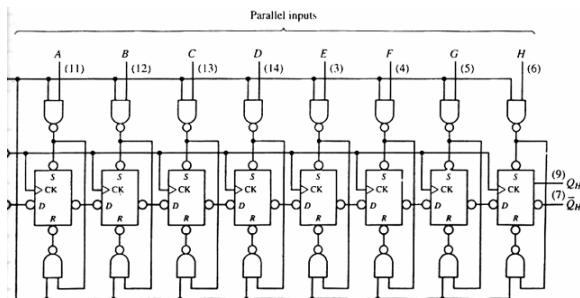 Parallel inputs
A B C D E F G H
(11) (12) (13) (14) (3) (4) (5) (6)
S S S S S S S S
(9)
CK CK CK CK CK CK CK CK Q_H
(7)
D D D D D D D D Q̄_H
R R R R R R R R